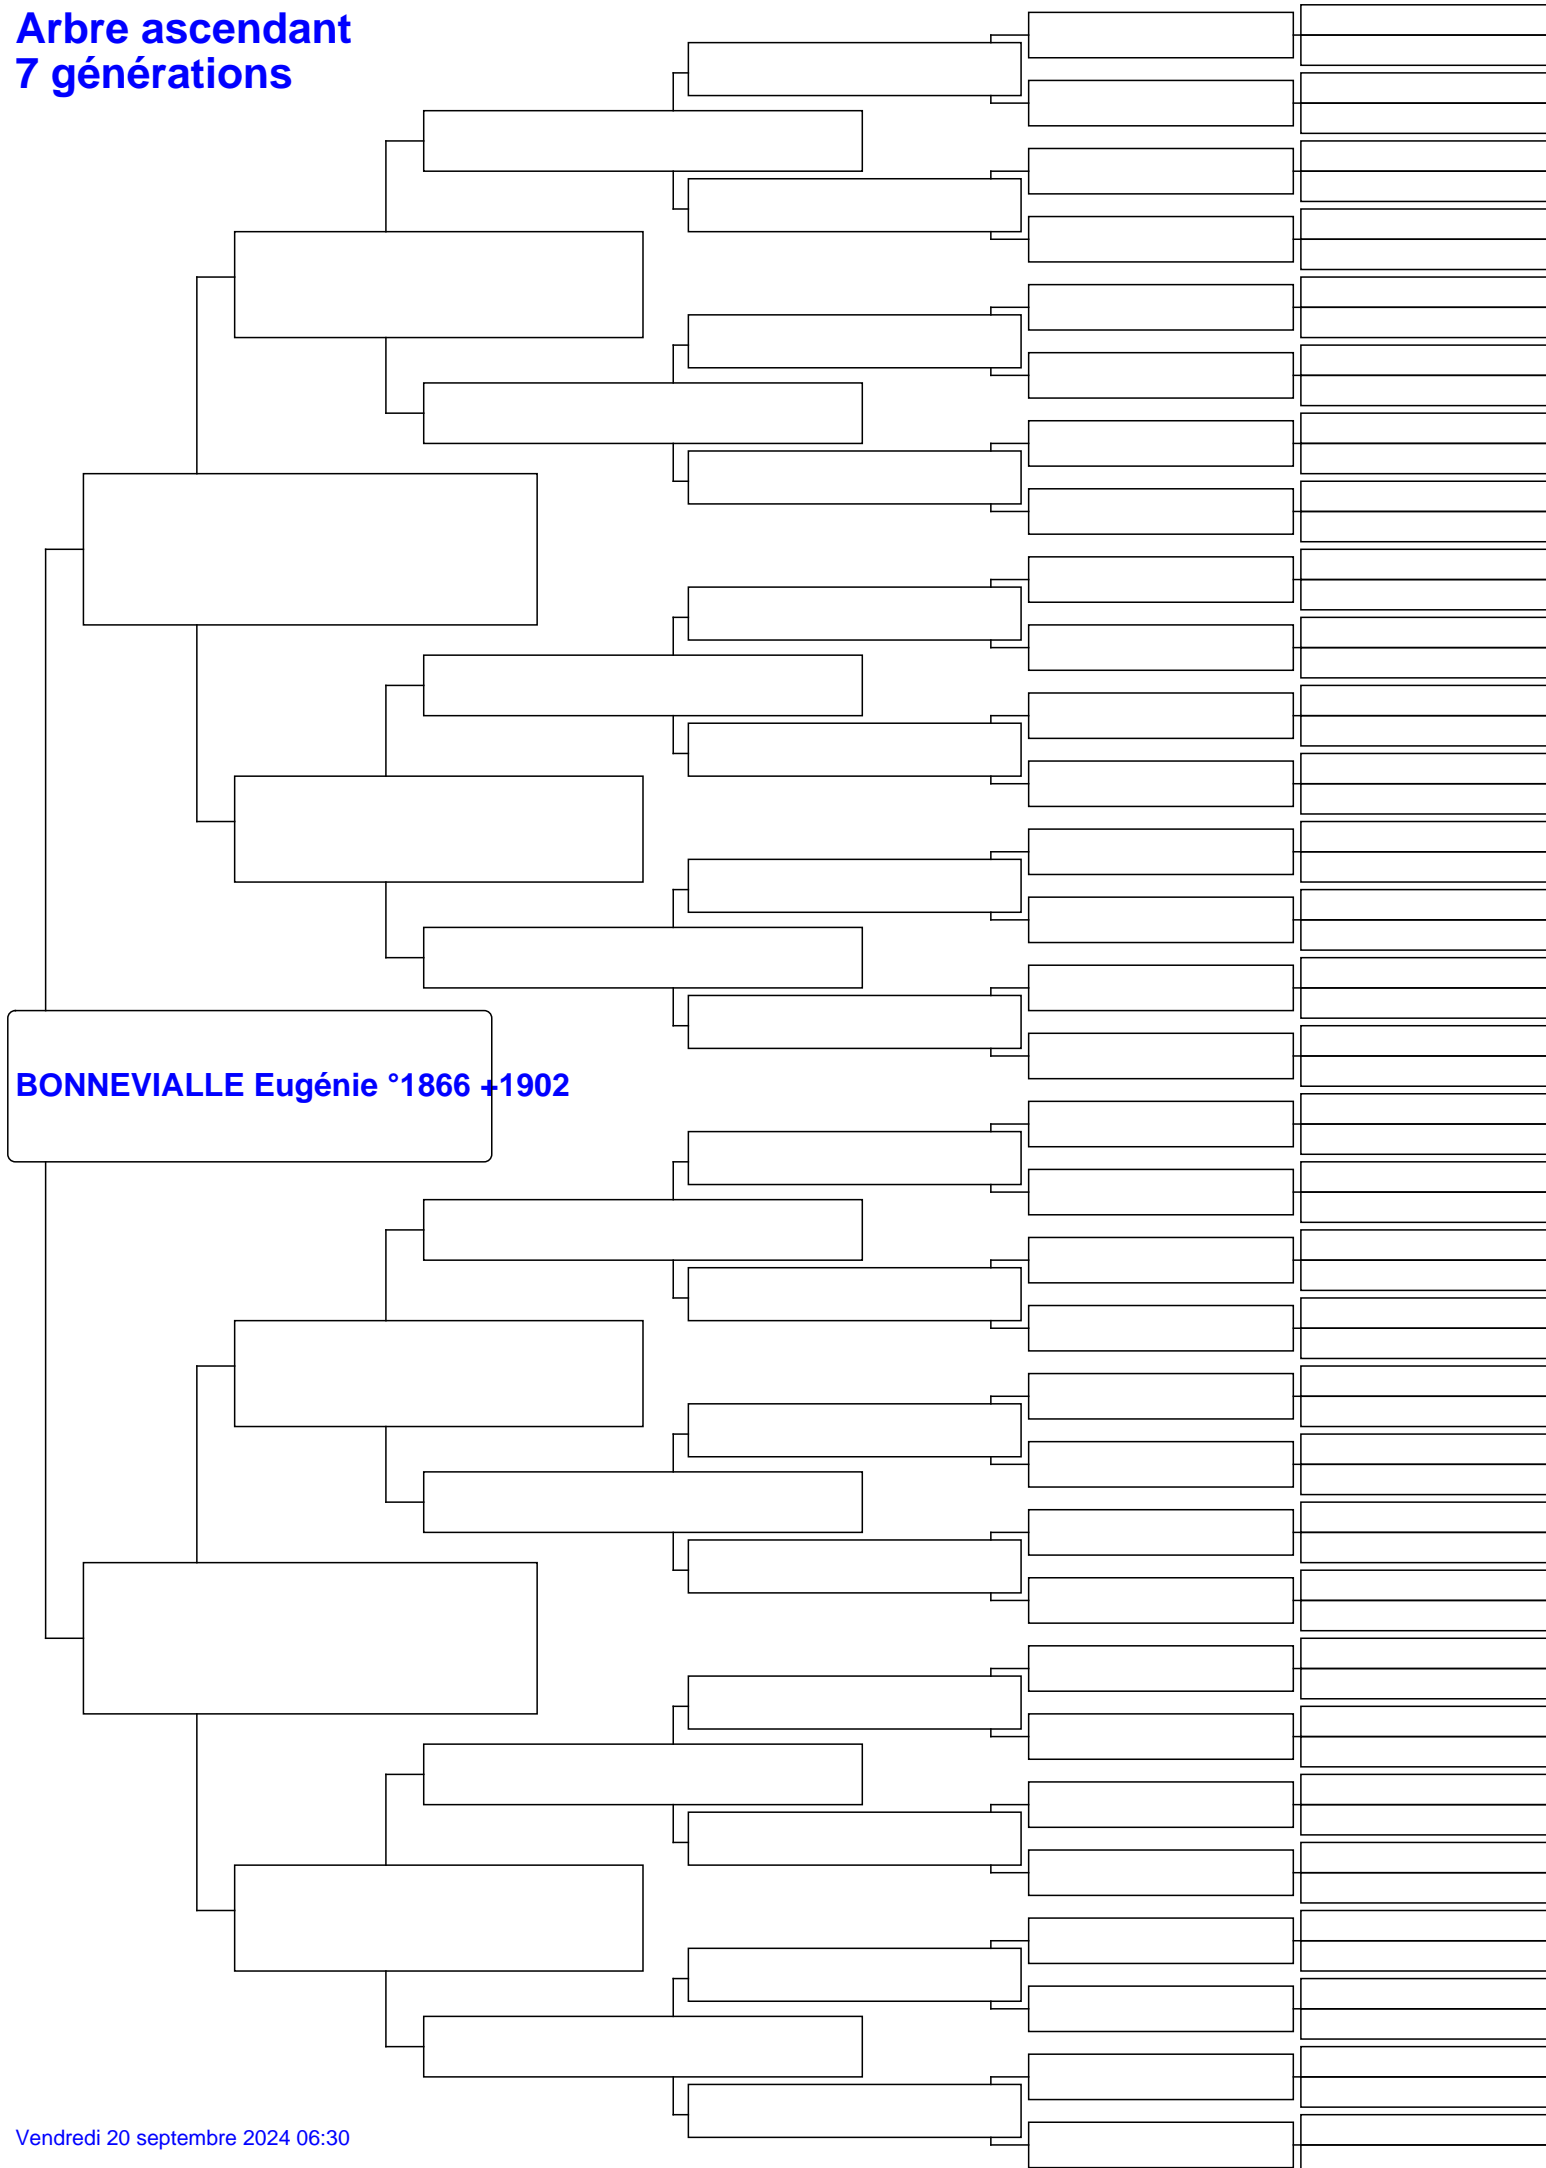 Arbre ascendant
7 générations
BONNEVIALLE Eugénie °1866 +1902
Vendredi 20 septembre 2024 06:30